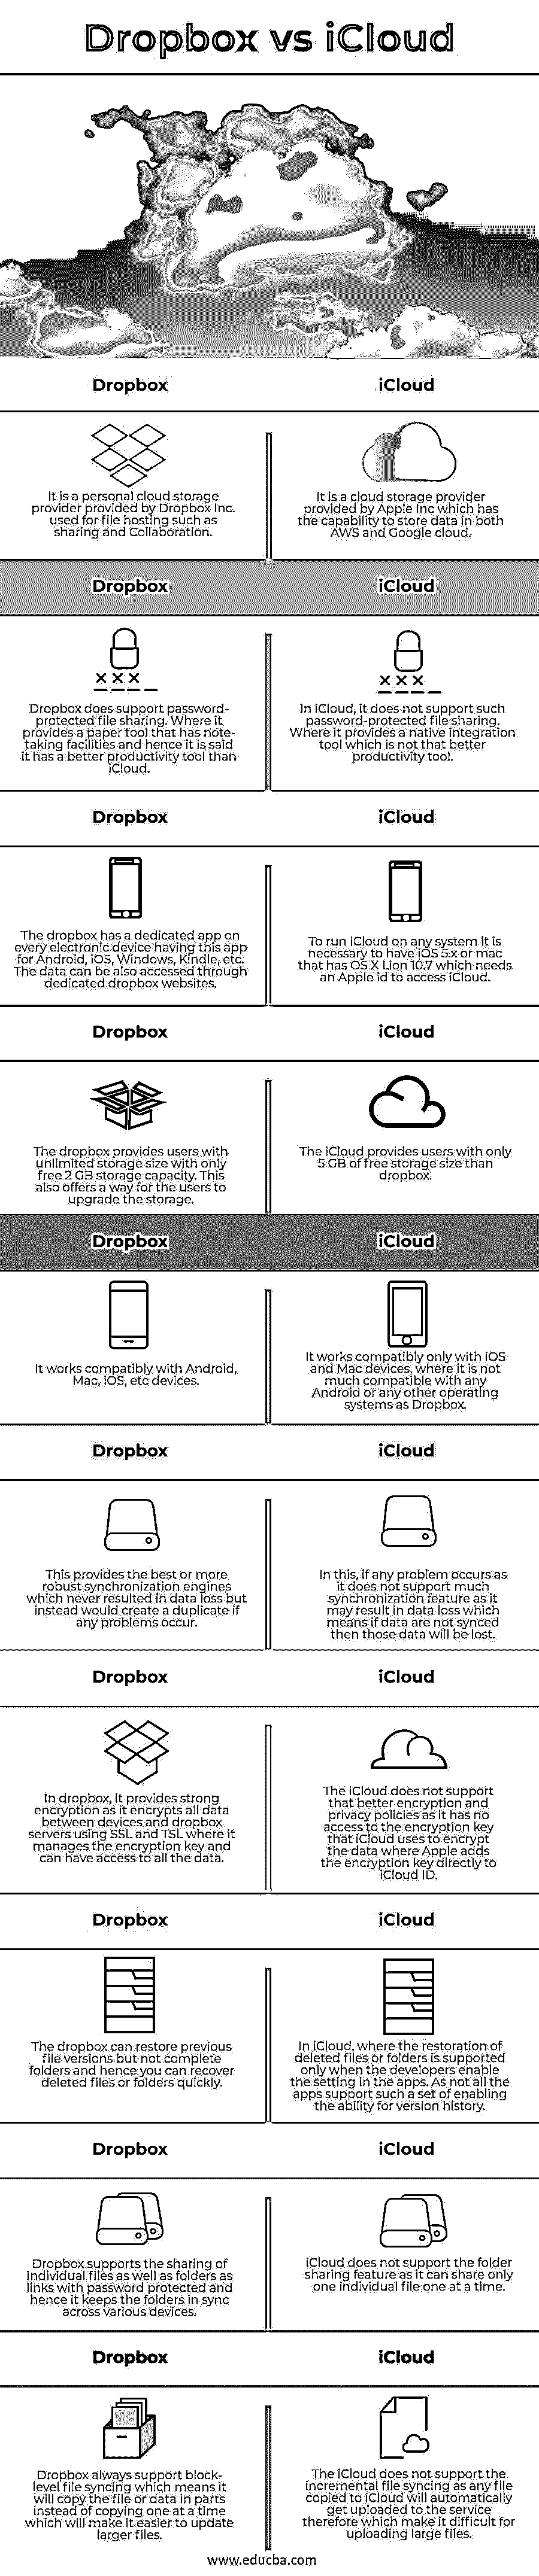 Dropbox vs iCloud
Dropbox
iCloud
It is a personal cloud storage
provider provided by Dropbox Inc.
used for file hosting such as
sharing and Collaboration.
It is a cloud storage provider
provided by Apple Inc which has
the capability to store data in both
AWS and Google cloud.
Dropbox
iCloud
Dropbox does support password-
protected file sharing. Where it
provides a paper tool that has note-
taking facilities and hence it is said
it has a better productivity tool than
iCloud.
In iCloud, it does not support such
password-protected file sharing.
Where it provides a native integration
tool which is not that better
productivity tool.
Dropbox
iCloud
The dropbox has a dedicated app on
every electronic device having this app
for Android, iOS, Windows, Kindle, etc.
The data can be also accessed through
dedicated dropbox websites.
To run iCloud on any system it is
necessary to have iOS 5.x or mac
that has OS X Lion 10.7 which needs
an Apple id to access iCloud.
Dropbox
iCloud
The dropbox provides users with
unlimited storage size with only
free 2 GB storage capacity. This
also offers a way for the users to
upgrade the storage.
The iCloud provides users with only
5 GB of free storage size than
dropbox.
Dropbox
iCloud
It works compatibly with Android,
Mac, iOS, etc devices.
It works compatibly only with iOS
and Mac devices, where it is not
much compatible with any
Android or any other operating
systems as Dropbox.
Dropbox
iCloud
This provides the best or more
robust synchronization engines
which never resulted in data loss but
instead would create a duplicate if
any problems occur.
In this, if any problem occurs as
it does not support much
synchronization feature as it
may result in data loss which
means if data are not synced
then those data will be lost.
Dropbox
iCloud
In dropbox, it provides strong
encryption as it encrypts all data
between devices and dropbox
servers using SSL and TSL where it
manages the encryption key and
can have access to all the data.
The iCloud does not support
that better encryption and
privacy policies as it has no
access to the encryption key
that iCloud uses to encrypt
the data where Apple adds
the encryption key directly to
iCloud ID.
Dropbox
iCloud
The dropbox can restore previous
file versions but not complete
folders and hence you can recover
deleted files or folders quickly.
In iCloud, where the restoration of
deleted files or folders is supported
only when the developers enable
the setting in the apps. As not all the
apps support such a set of enabling
the ability for version history.
Dropbox
iCloud
Dropbox supports the sharing of
individual files as well as folders as
links with password protected and
hence it keeps the folders in sync
across various devices.
iCloud does not support the folder
sharing feature as it can share only
one individual file one at a time.
Dropbox
iCloud
Dropbox always support block-
level file syncing which means it
will copy the file or data in parts
instead of copying one at a time
which will make it easier to update
larger files.
The iCloud does not support the
incremental file syncing as any file
copied to iCloud will automatically
get uploaded to the service
therefore which make it difficult for
uploading large files.
www.educba.com